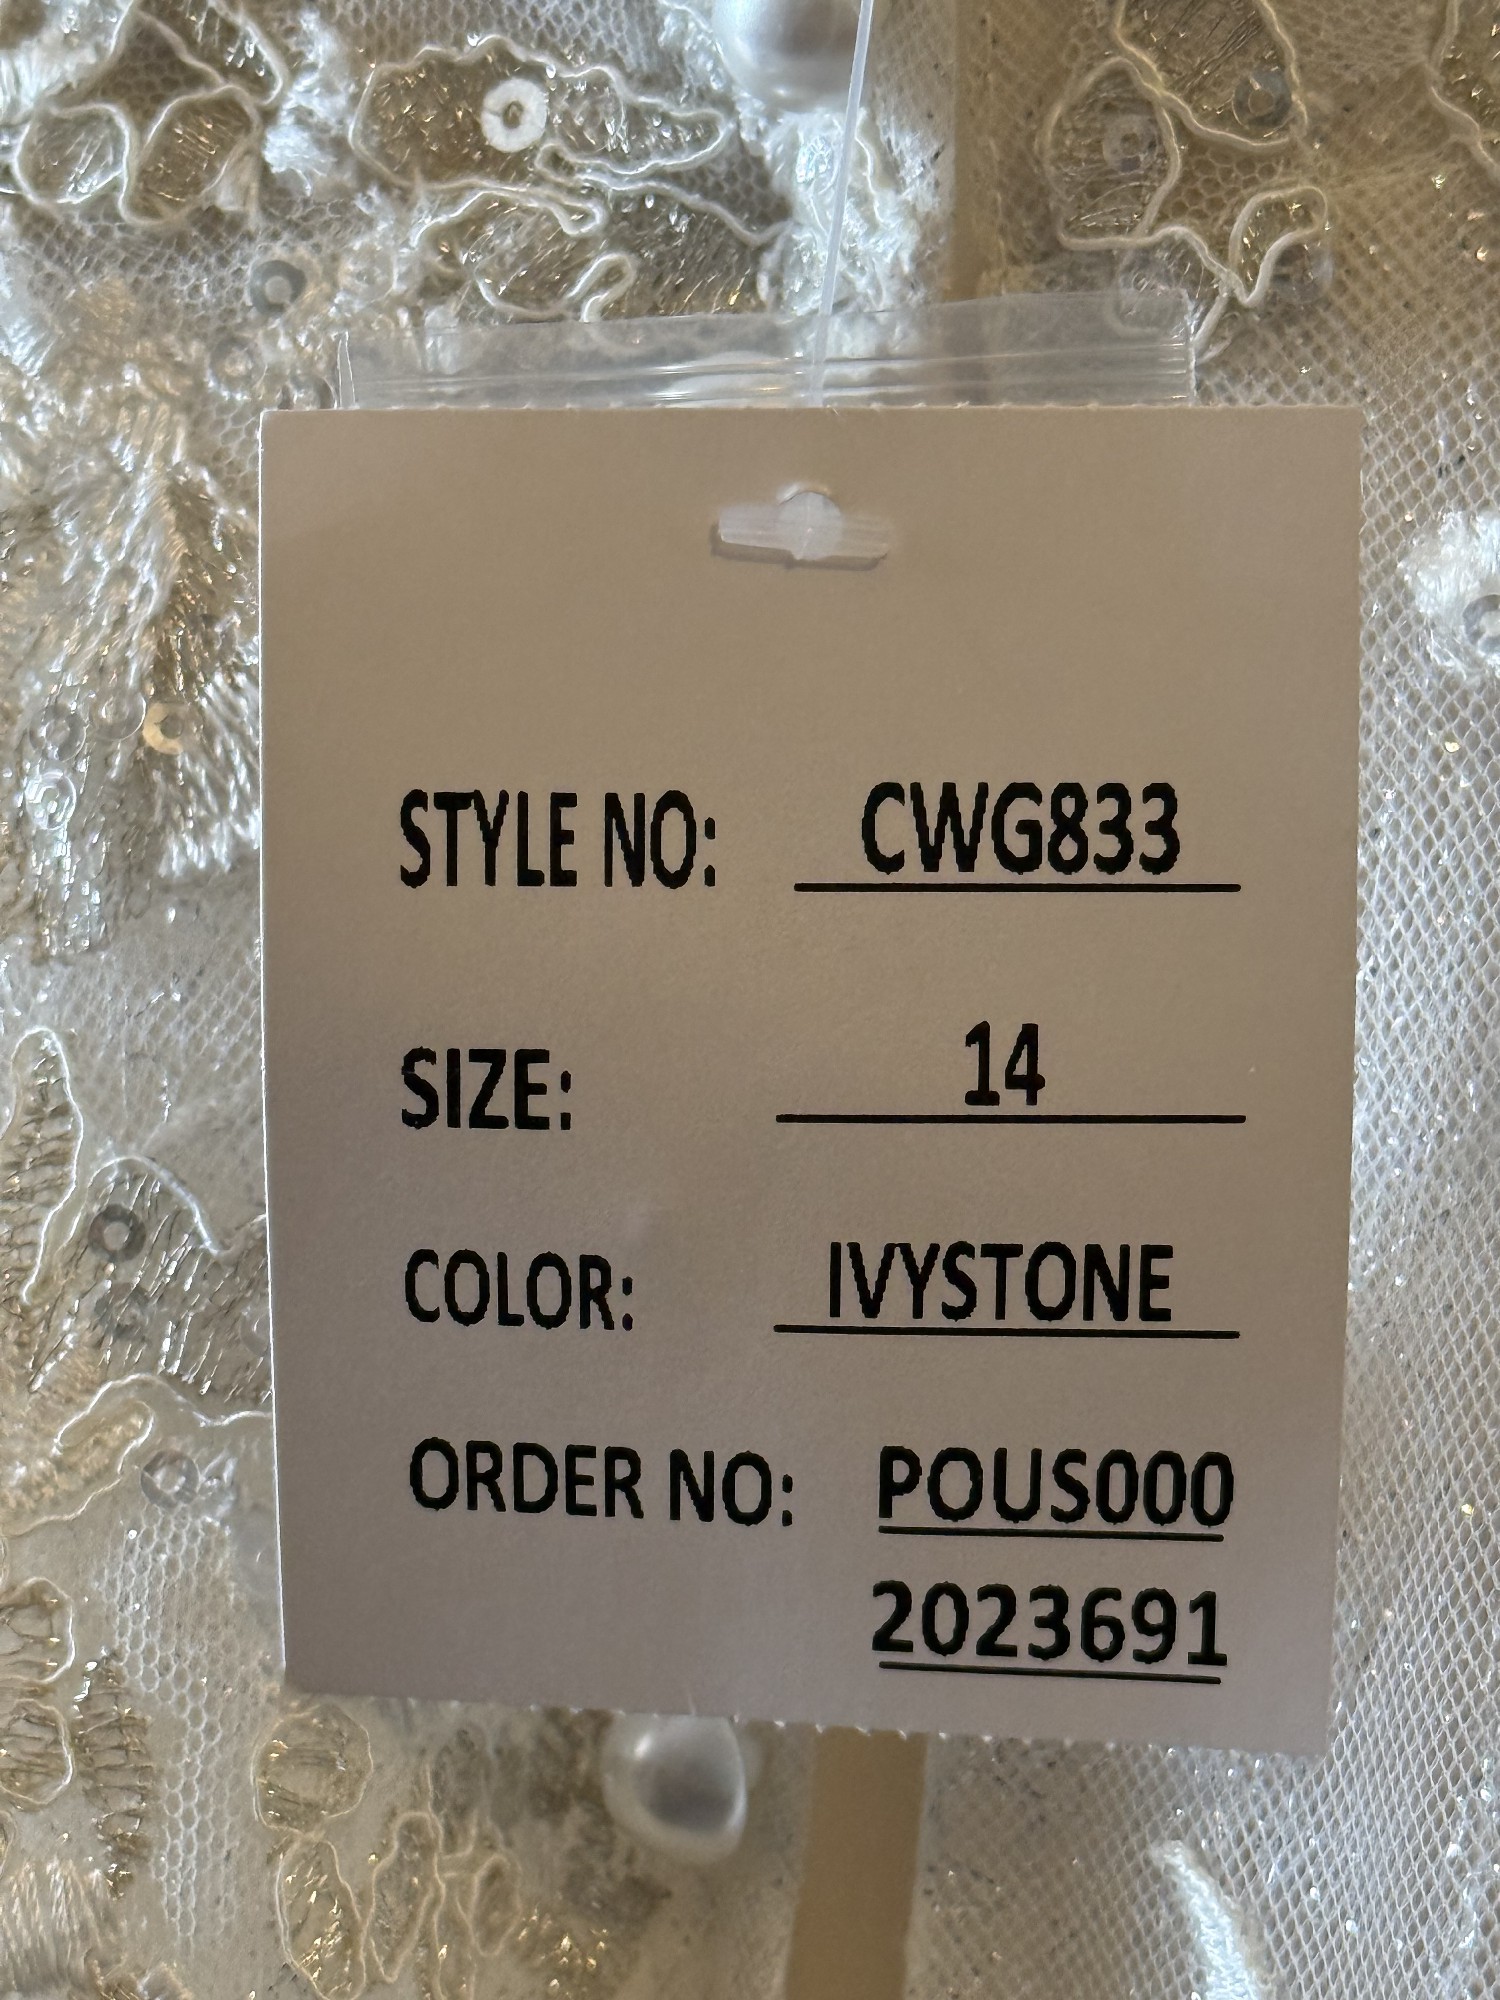 STYLE NO: CWG833
SIZE: 14
COLOR: IVYSTONE
ORDER NO: POUS000
2023691